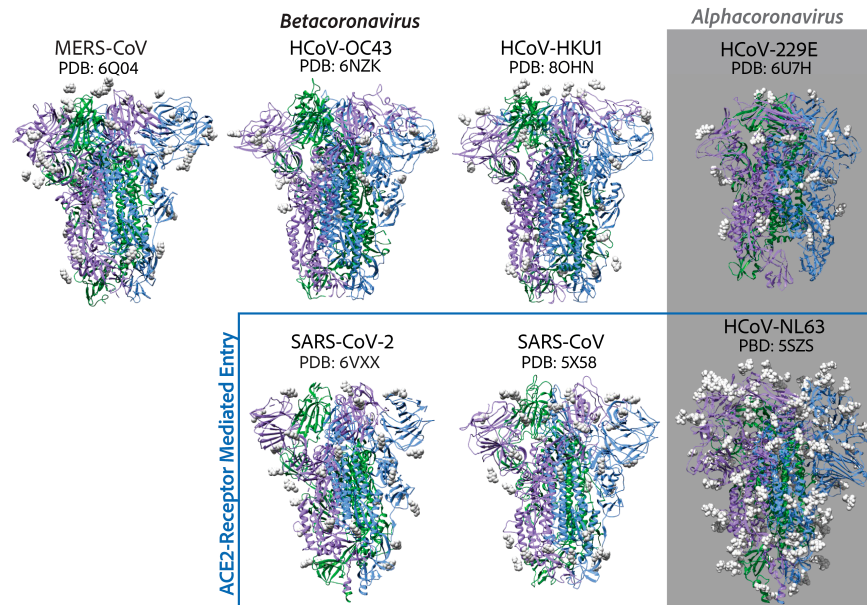 Betacoronavirus
Alphacoronavirus
MERS-CoV
PDB: 6Q04
HCoV-OC43
PDB: 6NZK
HCoV-HKU1
PDB: 8OHN
HCoV-229E
PDB: 6U7H
ACE2-Receptor Mediated Entry
SARS-CoV-2
PDB: 6VXX
SARS-CoV
PDB: 5X58
HCoV-NL63
PBD: 5SZS